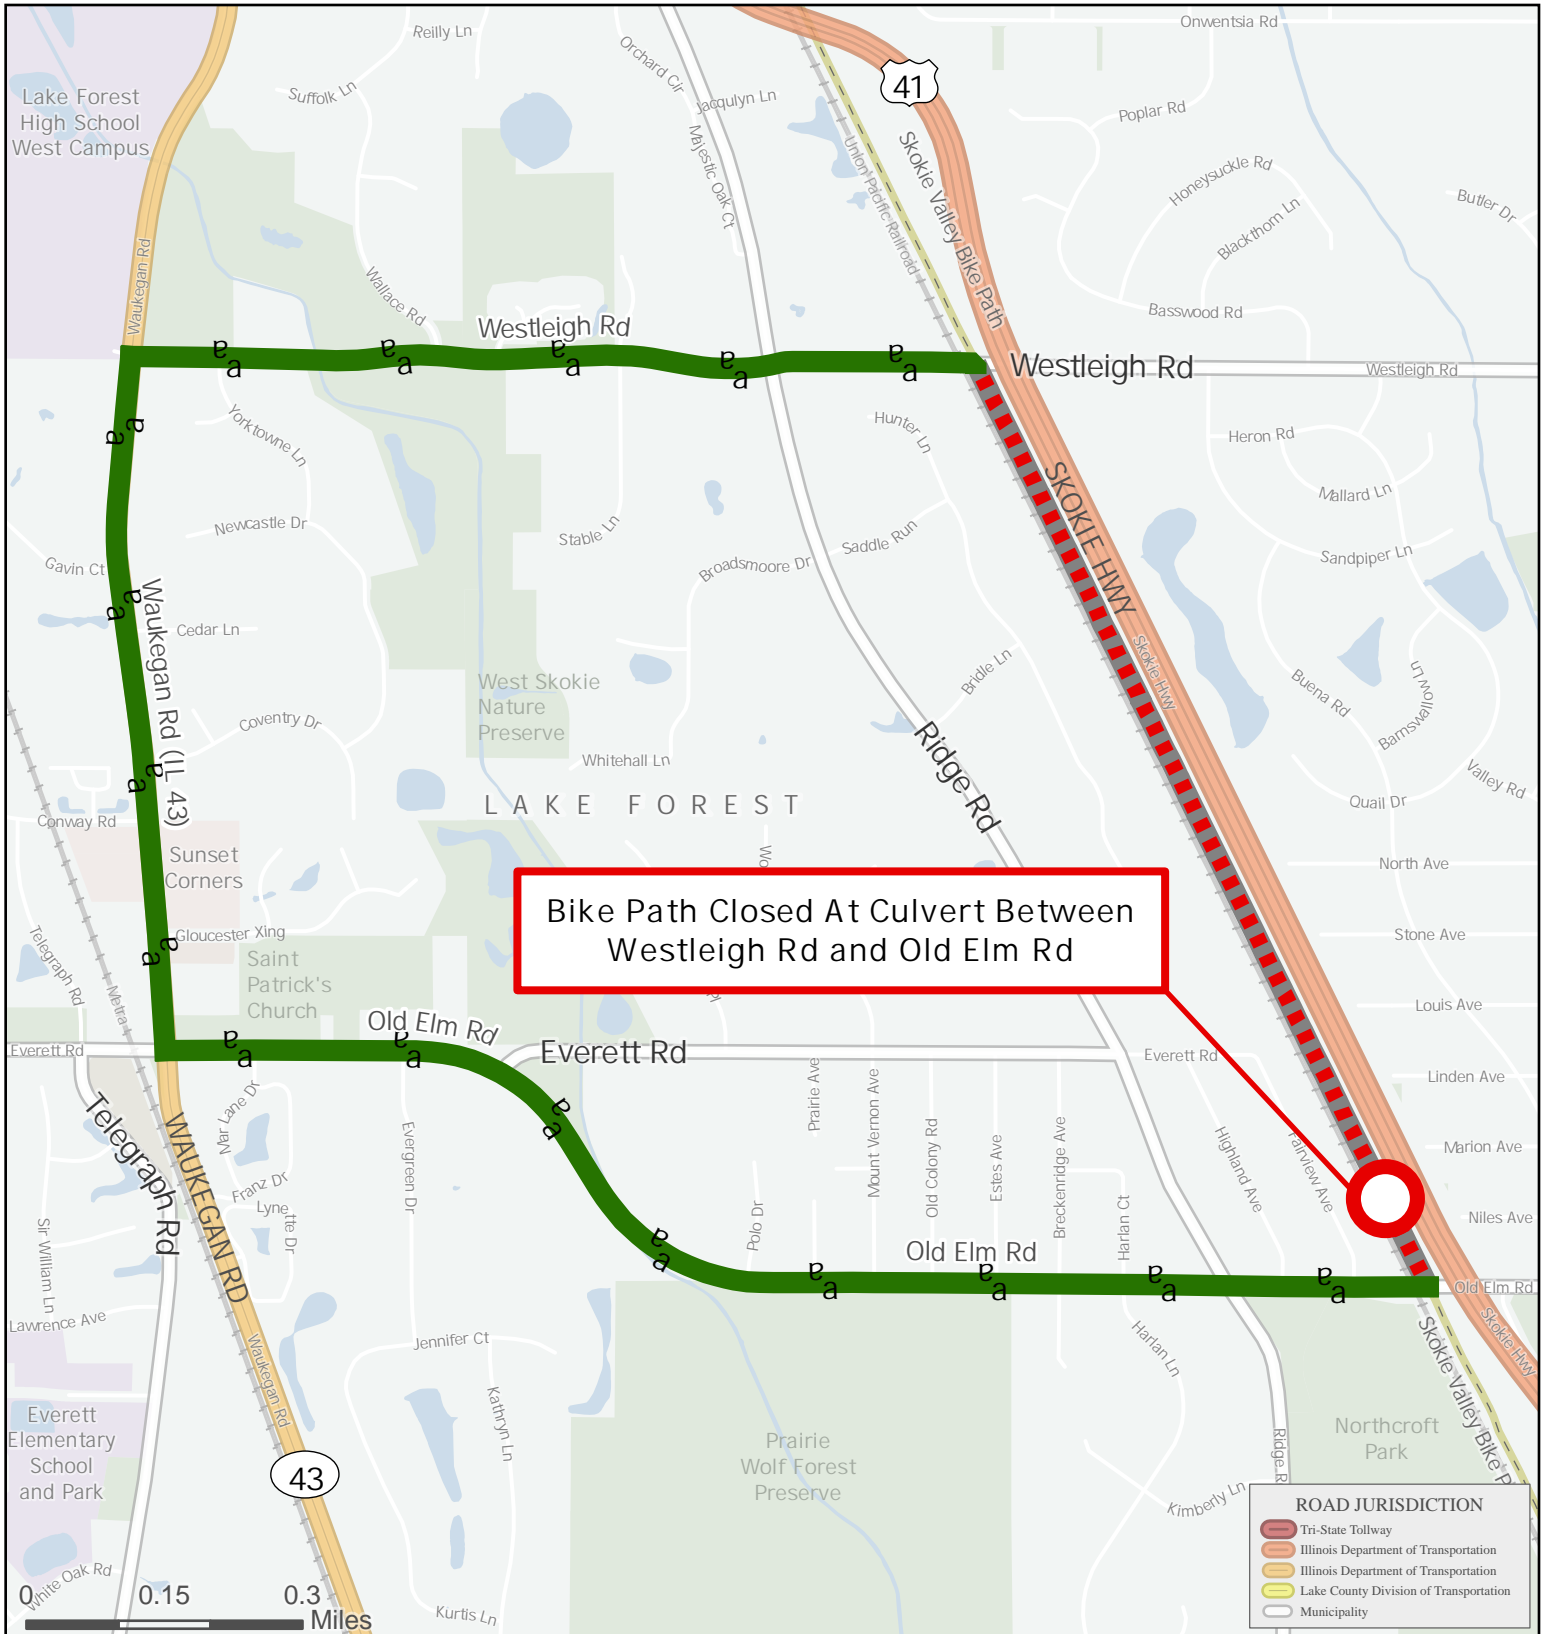 Onwentsia Rd
Reilly Ln
Orchard Cir
41
Lake Forest
High School
West Campus
Suffolk Ln
Jacqulyn Ln
Poplar Rd
Majestic Oak Ct
Union Pacific Railroad
Skokie Valley Bike Path
Honeysuckle Rd
Blackthorn Ln
Butler Dr
Waukegan Rd
Wallace Rd
Basswood Rd
Westleigh Rd
Westleigh Rd
Westleigh Rd
a a
a a
a a
a a
a a
a a
Yorktowne Ln
Hunter Ln
Heron Rd
SKOKIE HWY
Mallard Ln
Newcastle Dr
Stable Ln
Saddle Run
Broadsmoore Dr
Sandpiper Ln
Gavin Ct
a a
Waukegan Rd (IL 43)
Cedar Ln
Skokie Hwy
Bridle Ln
West Skokie
Nature
Preserve
Buena Rd
Barnswallow Ln
Coventry Dr
Ridge Rd
Whitehall Ln
Valley Rd
a a
LAKE FOREST
Quail Dr
Conway Rd
Sunset
Corners
Wo
North Ave
Bike Path Closed At Culvert Between
Westleigh Rd and Old Elm Rd
Gloucester Xing
Stone Ave
a a
Telegraph Rd
Metra
Saint
Patrick's
Church
Pl
Louis Ave
Old Elm Rd
Everett Rd
Everett Rd
Everett Rd
a a
a a
Linden Ave
Prairie Ave
Mount Vernon Ave
Telegraph Rd
WAUKEGAN RD
War Lane Dr
Evergreen Dr
a a
Old Colony Rd
Estes Ave
Breckenridge Ave
Highland Ave
Fairview Ave
Marion Ave
Franz Dr
Lynette Dr
Polo Dr
Harlan Ct
Niles Ave
Sir William Ln
a a
Old Elm Rd
a a
a a
a a
a a
Old Elm Rd
Lawrence Ave
Waukegan Rd
Jennifer Ct
Harlan Ln
Skokie Hwy
Skokie Valley Bike P
Kathryn Ln
Everett
Elementary
School
and Park
Prairie
Wolf Forest
Preserve
Northcroft
Park
Ridge R
43
Kimberly Ln
ROAD JURISDICTION
Tri-State Tollway
Illinois Department of Transportation
Illinois Department of Transportation
Lake County Division of Transportation
Municipality
White Oak Rd
0 0.15 0.3
Miles
Kurtis Ln